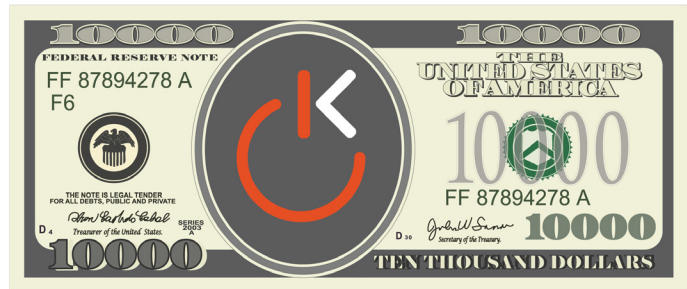 10000
10000
FEDERAL RESERVE NOTE
THE
UNITED STATES
OF AMERICA
FF 87894278 A
F6
K
10000
THE NOTE IS LEGAL TENDER
FOR ALL DEBTS, PUBLIC AND PRIVATE
FF 87894278 A
SERIES
2003
A
D 4
Treanurer of the United States.
D 30
Secretary of the Treasury.
10000
10000
TEN THOUSAND DOLLARS